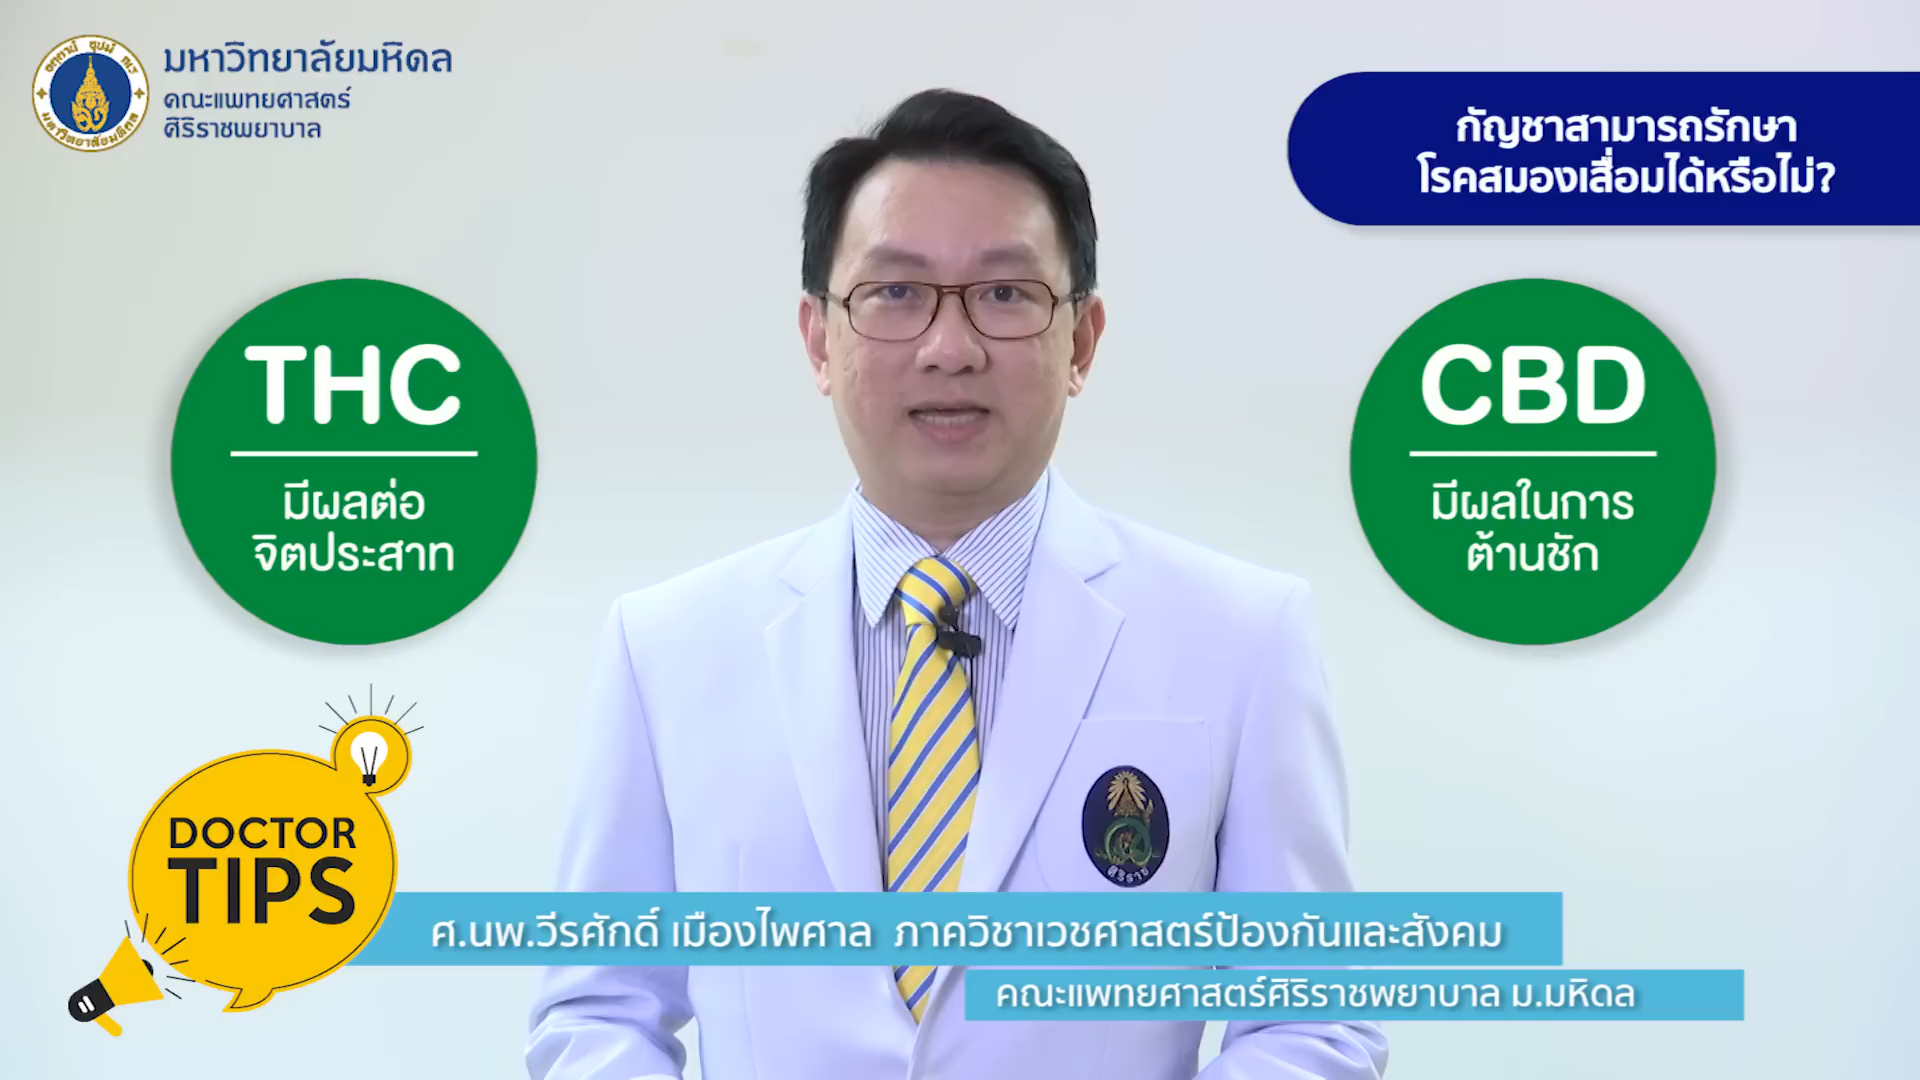 มหาวิทยาลัยมหิดล
คณะแพทยศาสตร์
ศิริราชพยาบาล
กัญชาสามารถรักษา
โรคสมองเสื่อมได้หรือไม่?
THC
มีผลต่อ
จิตประสาท
CBD
มีผลในการ
ต้านชัก
DOCTOR
TIPS
ศิริราช
ศ.นพ.วีรศักดิ์ เมืองไพศาล ภาควิชาเวชศาสตร์ป้องกันและสังคม
คณะแพทยศาสตร์ศิริราชพยาบาล ม.มหิดล